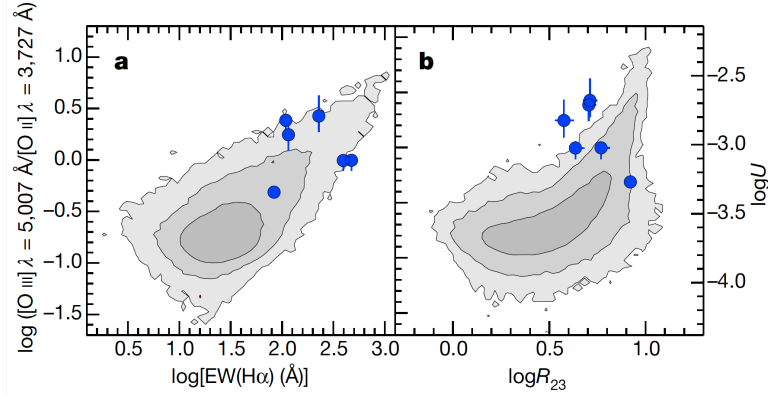 log ([O III] λ = 5,007 Å/[O II] λ = 3,727 Å)
a
b
1.0
0.5
0.0
−0.5
−1.0
−1.5
−2.5
−3.0
−3.5
−4.0
logU
0.5 1.0 1.5 2.0 2.5 3.0
0.0 0.5 1.0
log[EW(Hα) (Å)]
logR₂₃